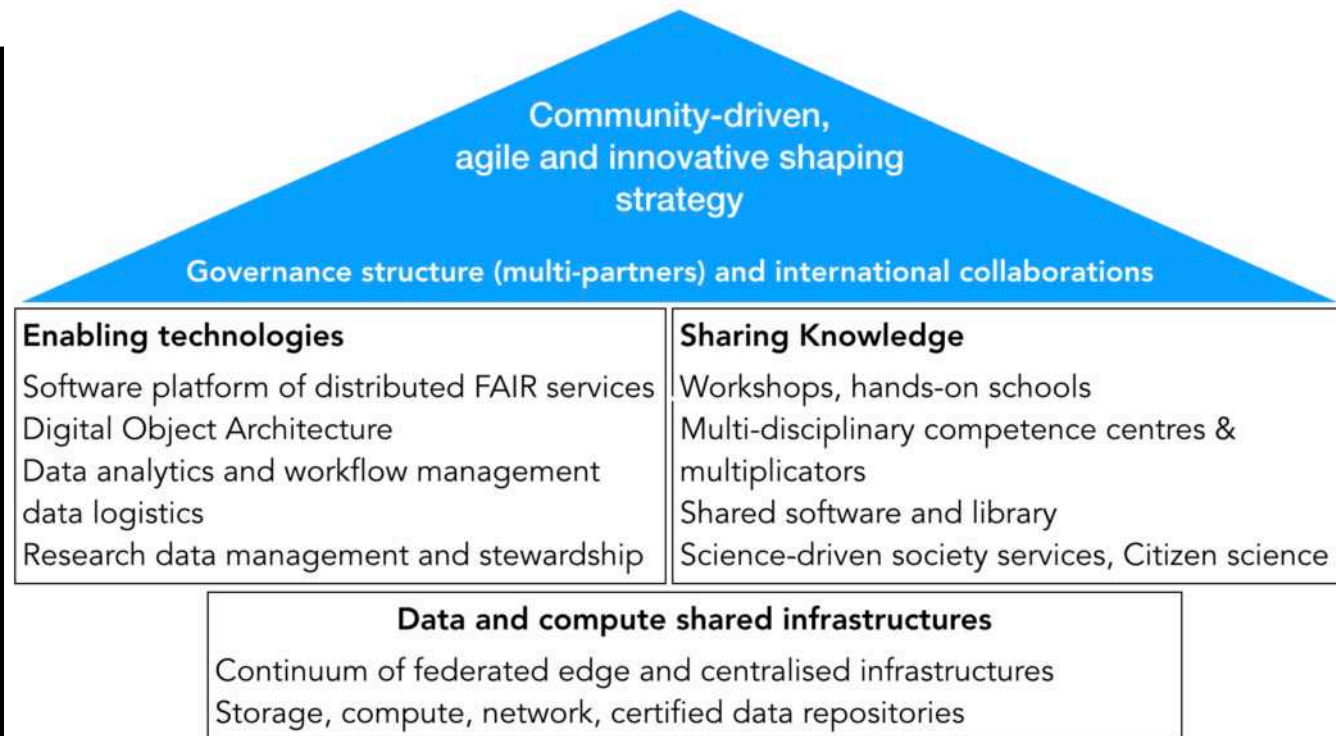 Community-driven,
agile and innovative shaping
strategy
Governance structure (multi-partners) and international collaborations
Enabling technologies
Software platform of distributed FAIR services
Digital Object Architecture
Data analytics and workflow management
data logistics
Research data management and stewardship
Sharing Knowledge
Workshops, hands-on schools
Multi-disciplinary competence centres &
multiplicators
Shared software and library
Science-driven society services, Citizen science
Data and compute shared infrastructures
Continuum of federated edge and centralised infrastructures
Storage, compute, network, certified data repositories